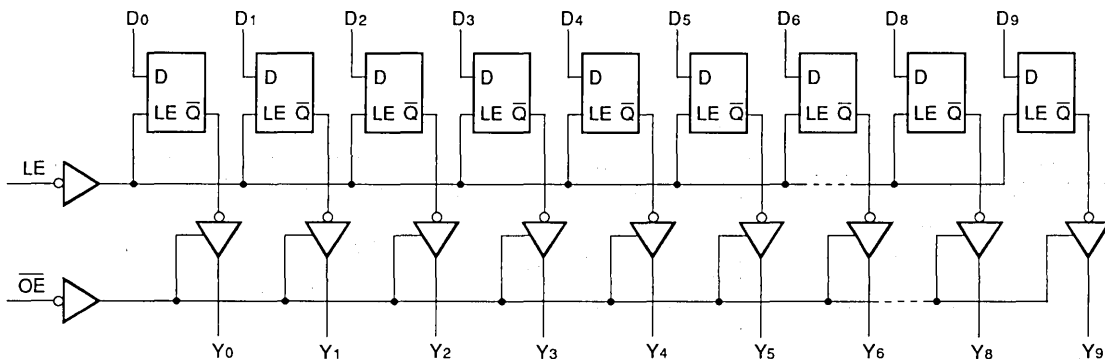 D0 D1 D2 D3 D4 D5 D6 D8 D9
D D D D D D D D D
LE Q̅ LE Q̅ LE Q̅ LE Q̅ LE Q̅ LE Q̅ LE Q̅ LE Q̅ LE Q̅
LE
O̅E̅
Y0 Y1 Y2 Y3 Y4 Y5 Y6 Y8 Y9